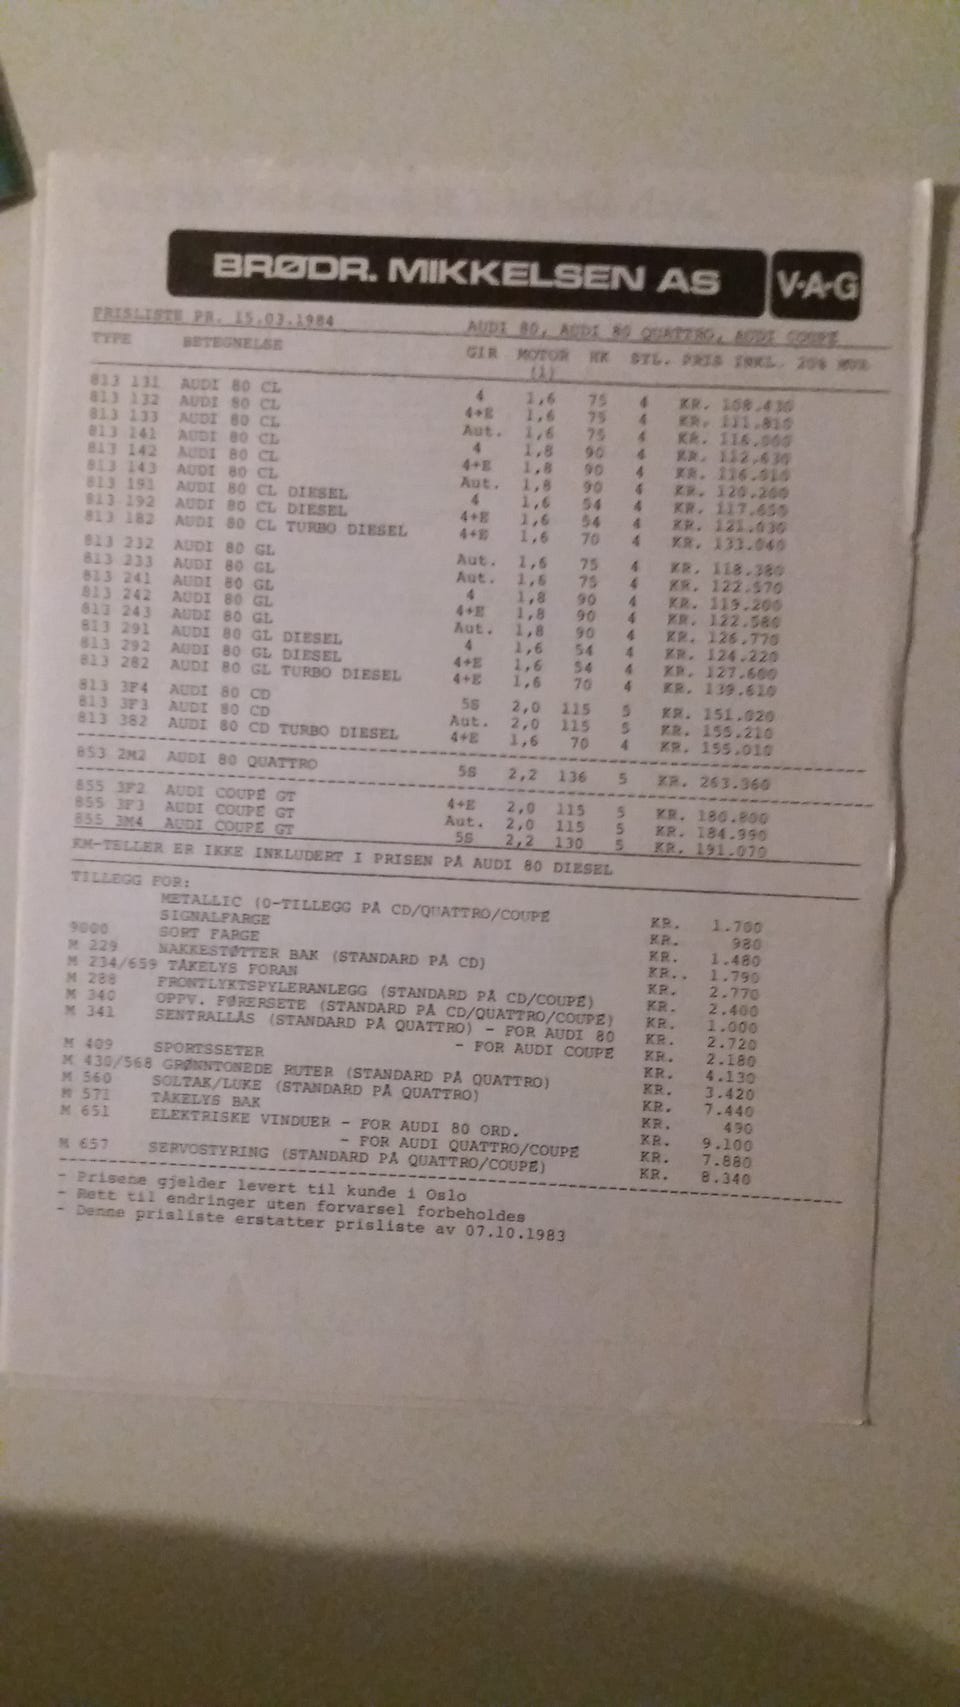 BRØDR. MIKKELSEN AS V·A·G
PRISLISTE PR. 15.03.1984 AUDI 80, AUDI 80 QUATTRO, AUDI COUPÉ
TYPE BETEGNELSE GIR MOTOR HK SYL. PRIS INKL. 20% MVA
(l)
813 131 AUDI 80 CL 4 1,6 75 4 KR. 108.430
813 132 AUDI 80 CL 4+E 1,6 75 4 KR. 111.810
813 133 AUDI 80 CL Aut. 1,6 75 4 KR. 116.000
813 141 AUDI 80 CL 4 1,8 90 4 KR. 112.630
813 142 AUDI 80 CL 4+E 1,8 90 4 KR. 116.010
813 143 AUDI 80 CL Aut. 1,8 90 4 KR. 120.200
813 191 AUDI 80 CL DIESEL 4 1,6 54 4 KR. 117.650
813 192 AUDI 80 CL DIESEL 4+E 1,6 54 4 KR. 121.030
813 182 AUDI 80 CL TURBO DIESEL 4+E 1,6 70 4 KR. 133.040
813 232 AUDI 80 GL Aut. 1,6 75 4 KR. 118.380
813 233 AUDI 80 GL Aut. 1,6 75 4 KR. 122.570
813 241 AUDI 80 GL 4 1,8 90 4 KR. 119.200
813 242 AUDI 80 GL 4+E 1,8 90 4 KR. 122.580
813 243 AUDI 80 GL Aut. 1,8 90 4 KR. 126.770
813 291 AUDI 80 GL DIESEL 4 1,6 54 4 KR. 124.220
813 292 AUDI 80 GL DIESEL 4+E 1,6 54 4 KR. 127.600
813 282 AUDI 80 GL TURBO DIESEL 4+E 1,6 70 4 KR. 139.610
813 3F4 AUDI 80 CD 5S 2,0 115 5 KR. 151.020
813 3F3 AUDI 80 CD Aut. 2,0 115 5 KR. 155.210
813 382 AUDI 80 CD TURBO DIESEL 4+E 1,6 70 4 KR. 155.010
853 2M2 AUDI 80 QUATTRO 5S 2,2 136 5 KR. 263.360
855 3F2 AUDI COUPÉ GT 4+E 2,0 115 5 KR. 180.800
855 3F3 AUDI COUPÉ GT Aut. 2,0 115 5 KR. 184.990
855 3M4 AUDI COUPÉ GT 5S 2,2 130 5 KR. 191.070
KM-TELLER ER IKKE INKLUDERT I PRISEN PÅ AUDI 80 DIESEL
TILLEGG FOR:
METALLIC (0-TILLEGG PÅ CD/QUATTRO/COUPÉ KR. 1.700
SIGNALFARGE KR. 980
9000 SORT FARGE KR. 1.480
M 229 NAKKESTØTTER BAK (STANDARD PÅ CD) KR.. 1.790
M 234/659 TÅKELYS FORAN KR. 2.770
M 288 FRONTLYKTSPYLERANLEGG (STANDARD PÅ CD/COUPÉ) KR. 2.400
M 340 OPPV. FØRERSETE (STANDARD PÅ CD/QUATTRO/COUPÉ) KR. 1.000
M 341 SENTRALLÅS (STANDARD PÅ QUATTRO) - FOR AUDI 80 KR. 2.720
- FOR AUDI COUPÉ KR. 2.180
M 409 SPORTSSETER KR. 4.130
M 430/568 GRØNNTONEDE RUTER (STANDARD PÅ QUATTRO) KR. 3.420
M 560 SOLTAK/LUKE (STANDARD PÅ QUATTRO) KR. 7.440
M 571 TÅKELYS BAK KR. 490
M 651 ELEKTRISKE VINDUER - FOR AUDI 80 ORD. KR. 9.100
- FOR AUDI QUATTRO/COUPÉ KR. 7.880
M 657 SERVOSTYRING (STANDARD PÅ QUATTRO/COUPÉ) KR. 8.340
- Prisene gjelder levert til kunde i Oslo
- Rett til endringer uten forvarsel forbeholdes
- Denne prisliste erstatter prisliste av 07.10.1983